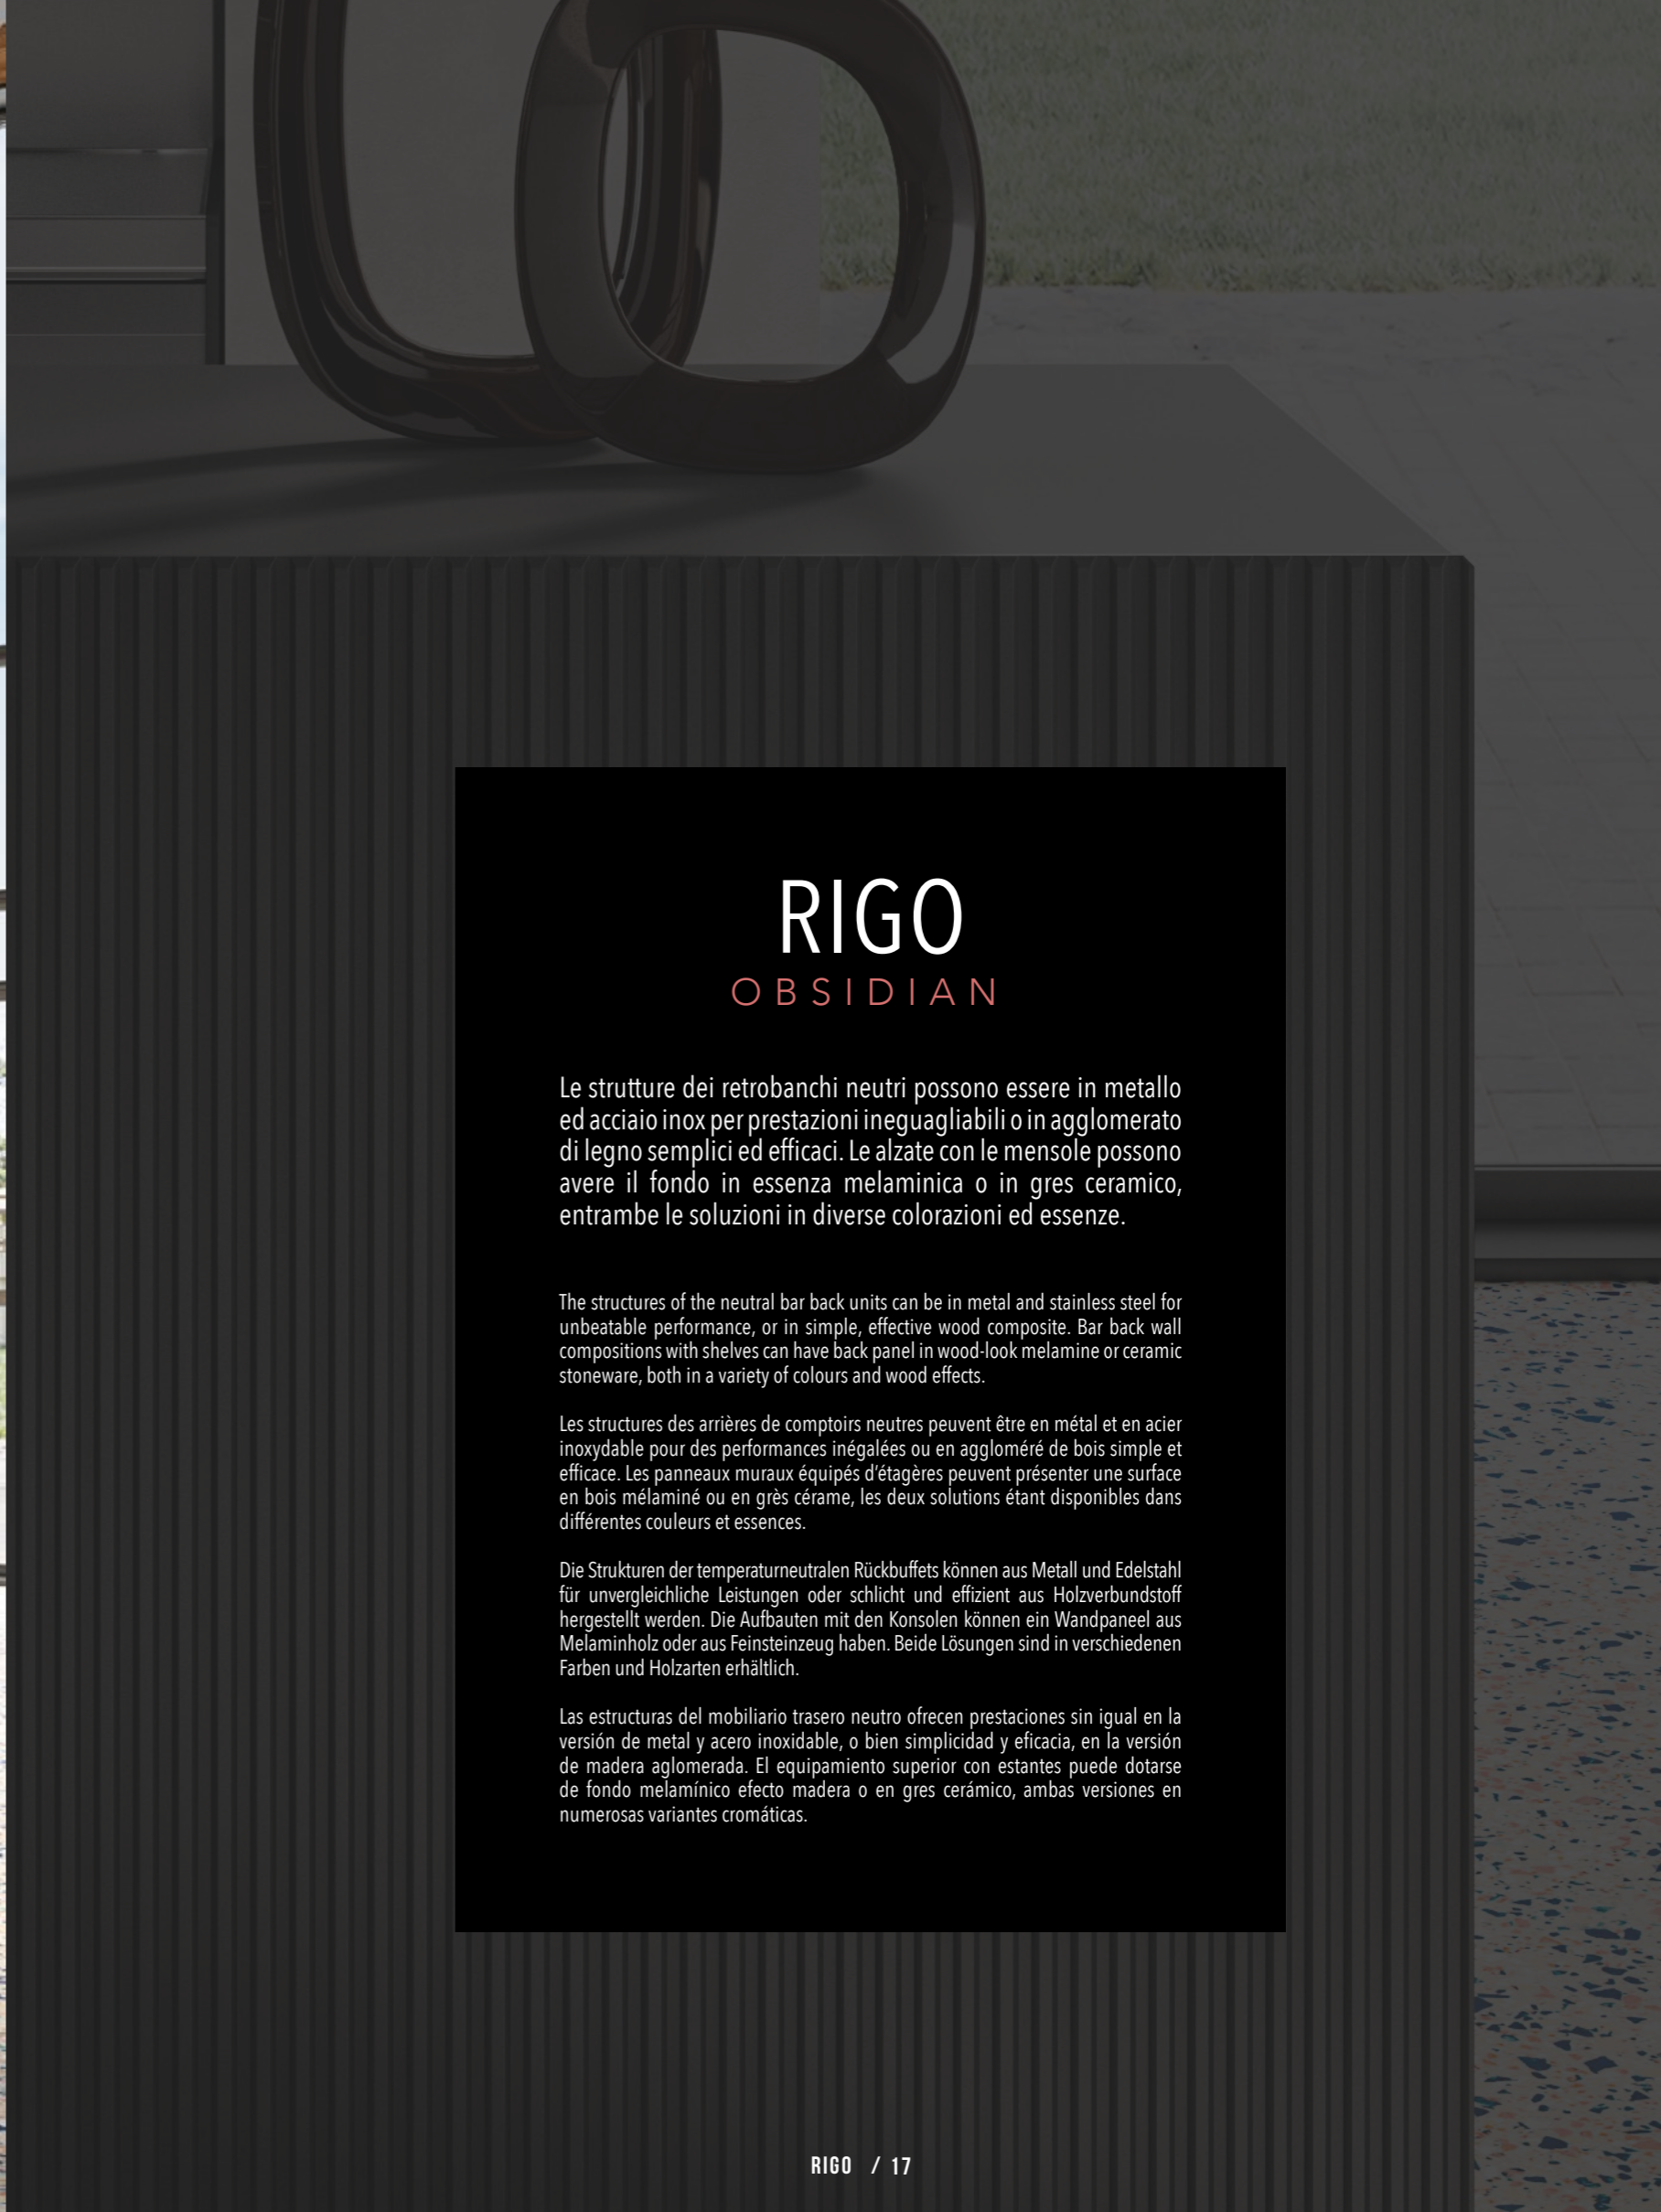 RIGO
OBSIDIAN
Le strutture dei retrobanchi neutri possono essere in metallo
ed acciaio inox per prestazioni ineguagliabili o in agglomerato
di legno semplici ed efficaci. Le alzate con le mensole possono
avere il fondo in essenza melaminica o in gres ceramico,
entrambe le soluzioni in diverse colorazioni ed essenze.
The structures of the neutral bar back units can be in metal and stainless steel for
unbeatable performance, or in simple, effective wood composite. Bar back wall
compositions with shelves can have back panel in wood-look melamine or ceramic
stoneware, both in a variety of colours and wood effects.
Les structures des arrières de comptoirs neutres peuvent être en métal et en acier
inoxydable pour des performances inégalées ou en aggloméré de bois simple et
efficace. Les panneaux muraux équipés d'étagères peuvent présenter une surface
en bois mélaminé ou en grès cérame, les deux solutions étant disponibles dans
différentes couleurs et essences.
Die Strukturen der temperaturneutralen Rückbuffets können aus Metall und Edelstahl
für unvergleichliche Leistungen oder schlicht und effizient aus Holzverbundstoff
hergestellt werden. Die Aufbauten mit den Konsolen können ein Wandpaneel aus
Melaminholz oder aus Feinsteinzeug haben. Beide Lösungen sind in verschiedenen
Farben und Holzarten erhältlich.
Las estructuras del mobiliario trasero neutro ofrecen prestaciones sin igual en la
versión de metal y acero inoxidable, o bien simplicidad y eficacia, en la versión
de madera aglomerada. El equipamiento superior con estantes puede dotarse
de fondo melamínico efecto madera o en gres cerámico, ambas versiones en
numerosas variantes cromáticas.
RIGO / 17